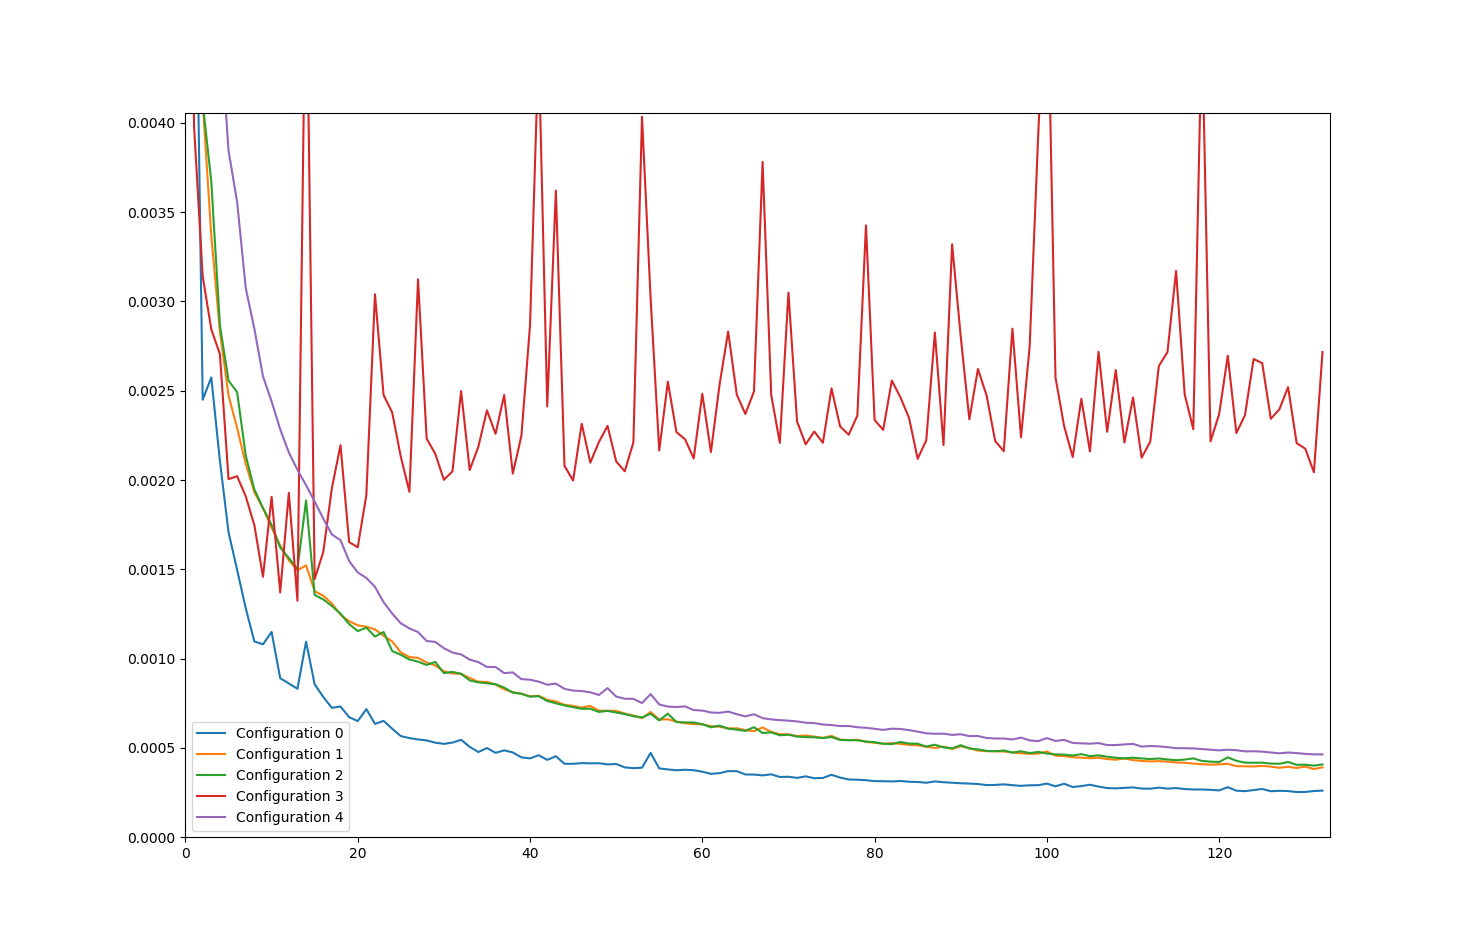 0.0040
0.0035
0.0030
0.0025
0.0020
0.0015
0.0010
0.0005
0.0000
Configuration 0
Configuration 1
Configuration 2
Configuration 3
Configuration 4
0 20 40 60 80 100 120